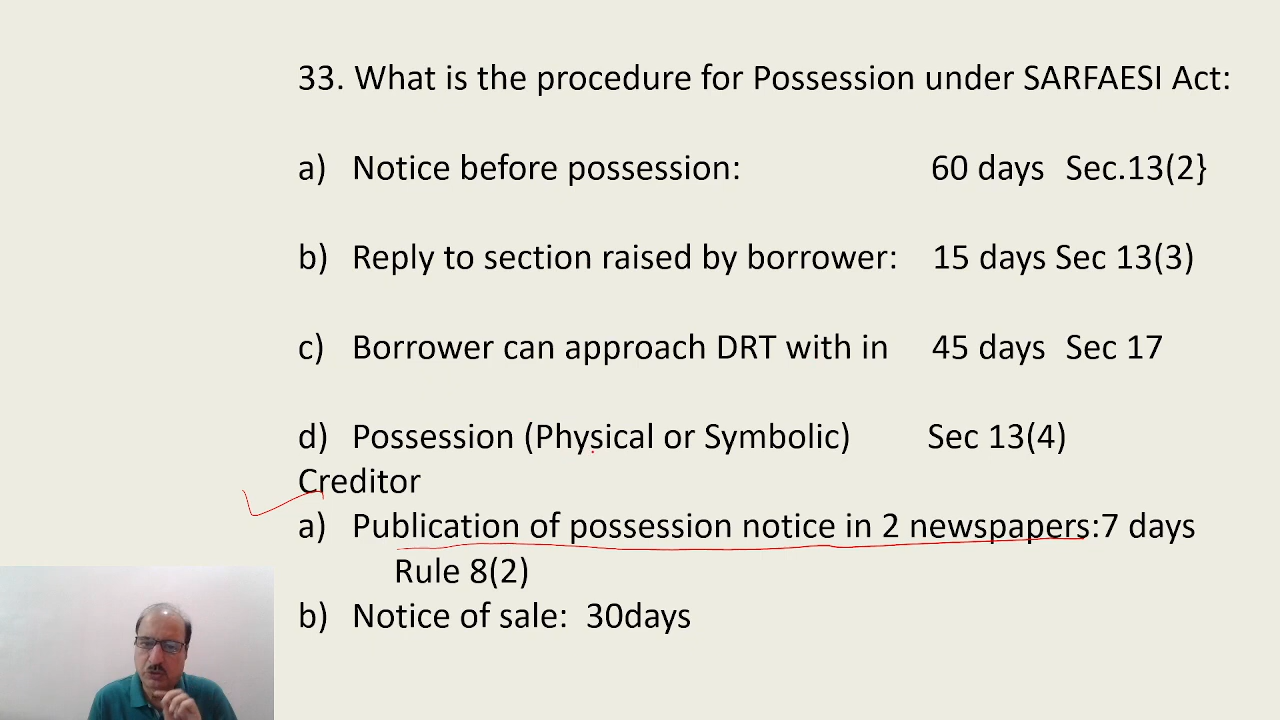 33. What is the procedure for Possession under SARFAESI Act:
a) Notice before possession: 60 days Sec.13(2}
b) Reply to section raised by borrower: 15 days Sec 13(3)
c) Borrower can approach DRT with in 45 days Sec 17
d) Possession (Physical or Symbolic) Sec 13(4)
Creditor
a) Publication of possession notice in 2 newspapers:7 days
Rule 8(2)
b) Notice of sale: 30days